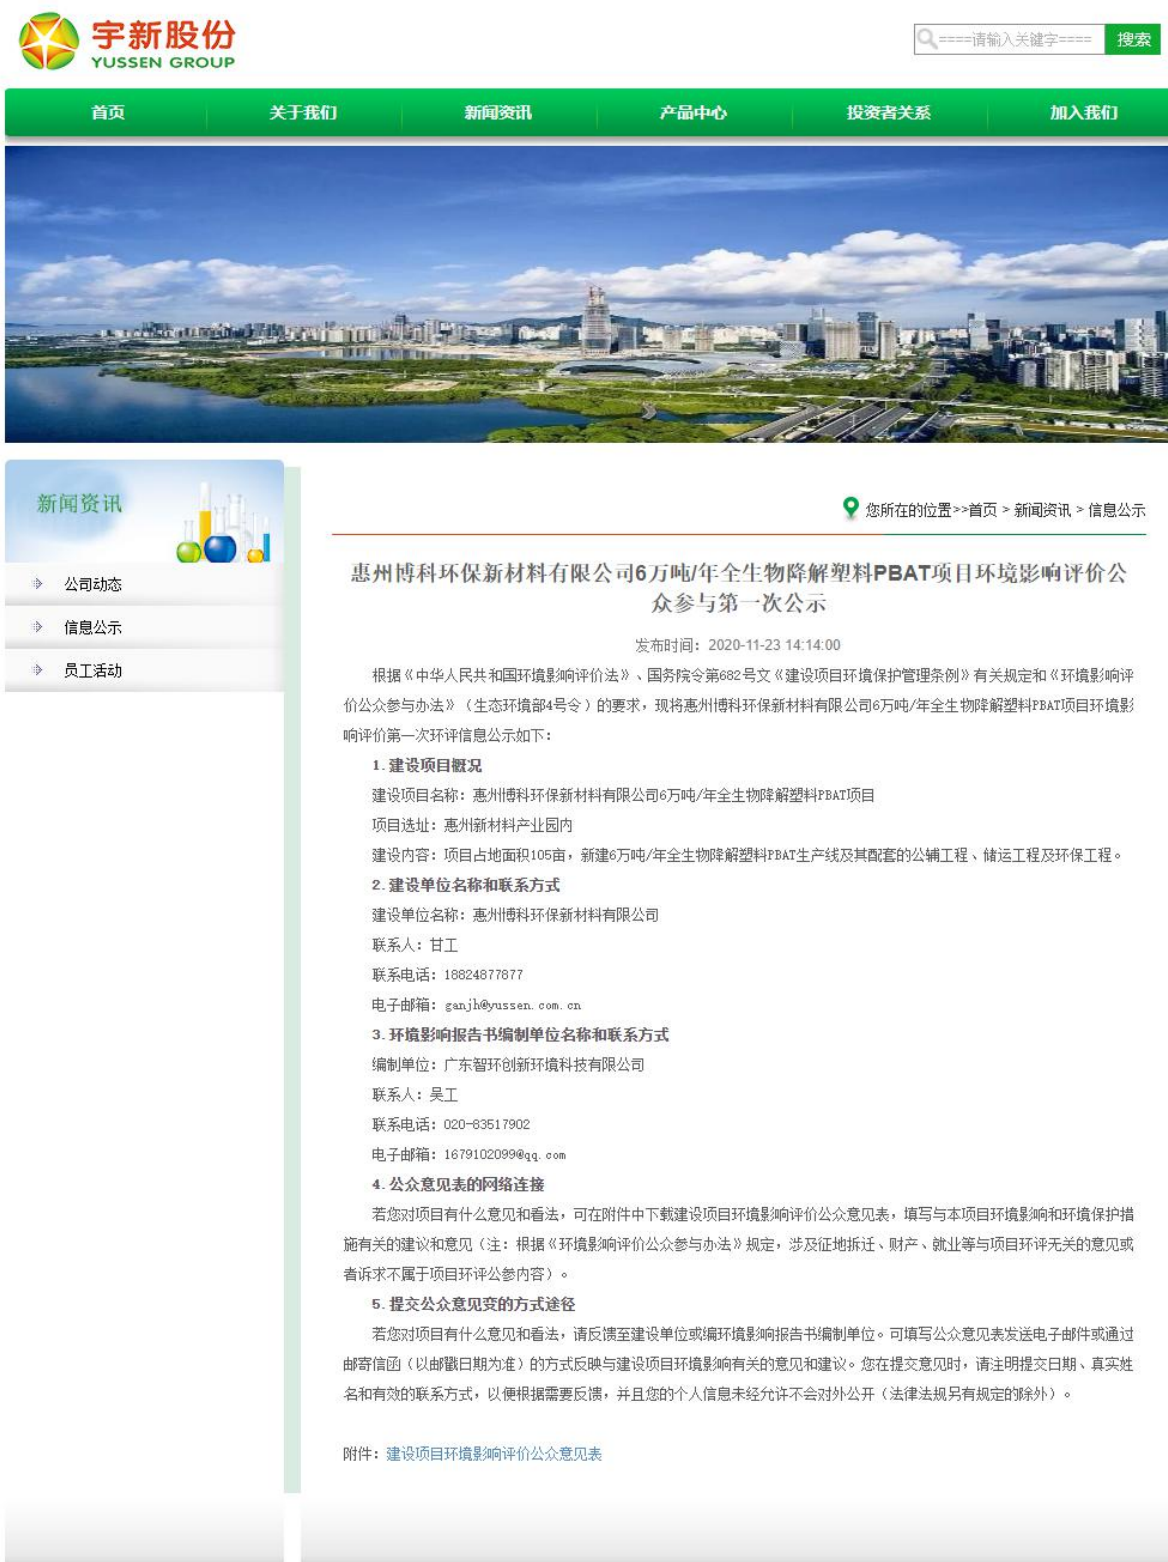 宇新股份
YUSSEN GROUP
====请输入关键字====
搜索
首页
关于我们
新闻资讯
产品中心
投资者关系
加入我们
新闻资讯
公司动态
信息公示
员工活动
您所在的位置>>首页 > 新闻资讯 > 信息公示
惠州博科环保新材料有限公司6万吨/年全生物降解塑料PBAT项目环境影响评价公
众参与第一次公示
发布时间：2020-11-23 14:14:00
根据《中华人民共和国环境影响评价法》、国务院令第682号文《建设项目环境保护管理条例》有关规定和《环境影响评
价公众参与办法》（生态环境部4号令）的要求，现将惠州博科环保新材料有限公司6万吨/年全生物降解塑料PBAT项目环境影
响评价第一次环评信息公示如下：
1.建设项目概况
建设项目名称：惠州博科环保新材料有限公司6万吨/年全生物降解塑料PBAT项目
项目选址：惠州新材料产业园内
建设内容：项目占地面积105亩，新建6万吨/年全生物降解塑料PBAT生产线及其配套的公辅工程、储运工程及环保工程。
2.建设单位名称和联系方式
建设单位名称：惠州博科环保新材料有限公司
联系人：甘工
联系电话：18824877877
电子邮箱：ganjh@yussen.com.cn
3.环境影响报告书编制单位名称和联系方式
编制单位：广东智环创新环境科技有限公司
联系人：吴工
联系电话：020-83517902
电子邮箱：1679102099@qq.com
4.公众意见表的网络连接
若您对项目有什么意见和看法，可在附件中下载建设项目环境影响评价公众意见表，填写与本项目环境影响和环境保护措
施有关的建议和意见（注：根据《环境影响评价公众参与办法》规定，涉及征地拆迁、财产、就业等与项目环评无关的意见或
者诉求不属于项目环评公参内容）。
5.提交公众意见变的方式途径
若您对项目有什么意见和看法，请反馈至建设单位或编环境影响报告书编制单位。可填写公众意见表发送电子邮件或通过
邮寄信函（以邮戳日期为准）的方式反映与建设项目环境影响有关的意见和建议。您在提交意见时，请注明提交日期、真实姓
名和有效的联系方式，以便根据需要反馈，并且您的个人信息未经允许不会对外公开（法律法规另有规定的除外）。
附件：建设项目环境影响评价公众意见表